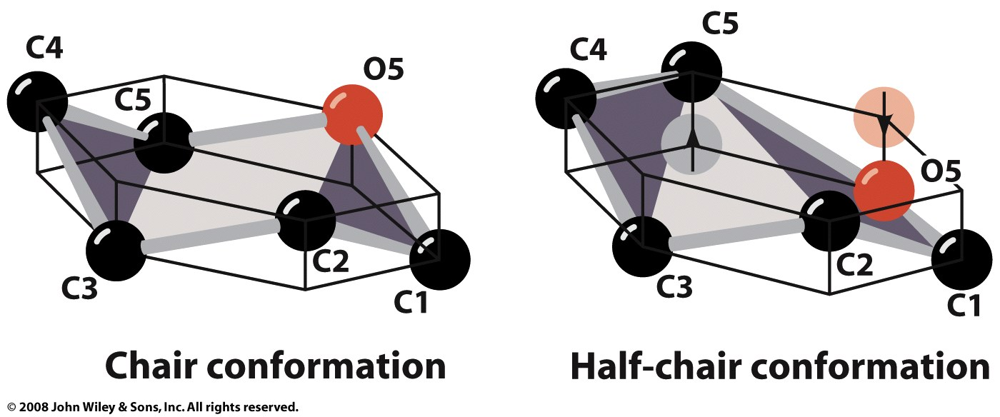 C4
C5
O5
C3
C2
C1
Chair conformation
C5
C4
O5
C3
C2
C1
Half-chair conformation
© 2008 John Wiley & Sons, Inc. All rights reserved.